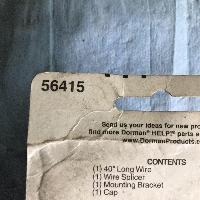 56415
Send us your ideas for new pro
find more Dorman® HELP!® parts a
www.DormanProducts.co
CONTENTS
(1) 40" Long Wire
(1) Wire Splicer
(1) Mounting Bracket
(1) Cap